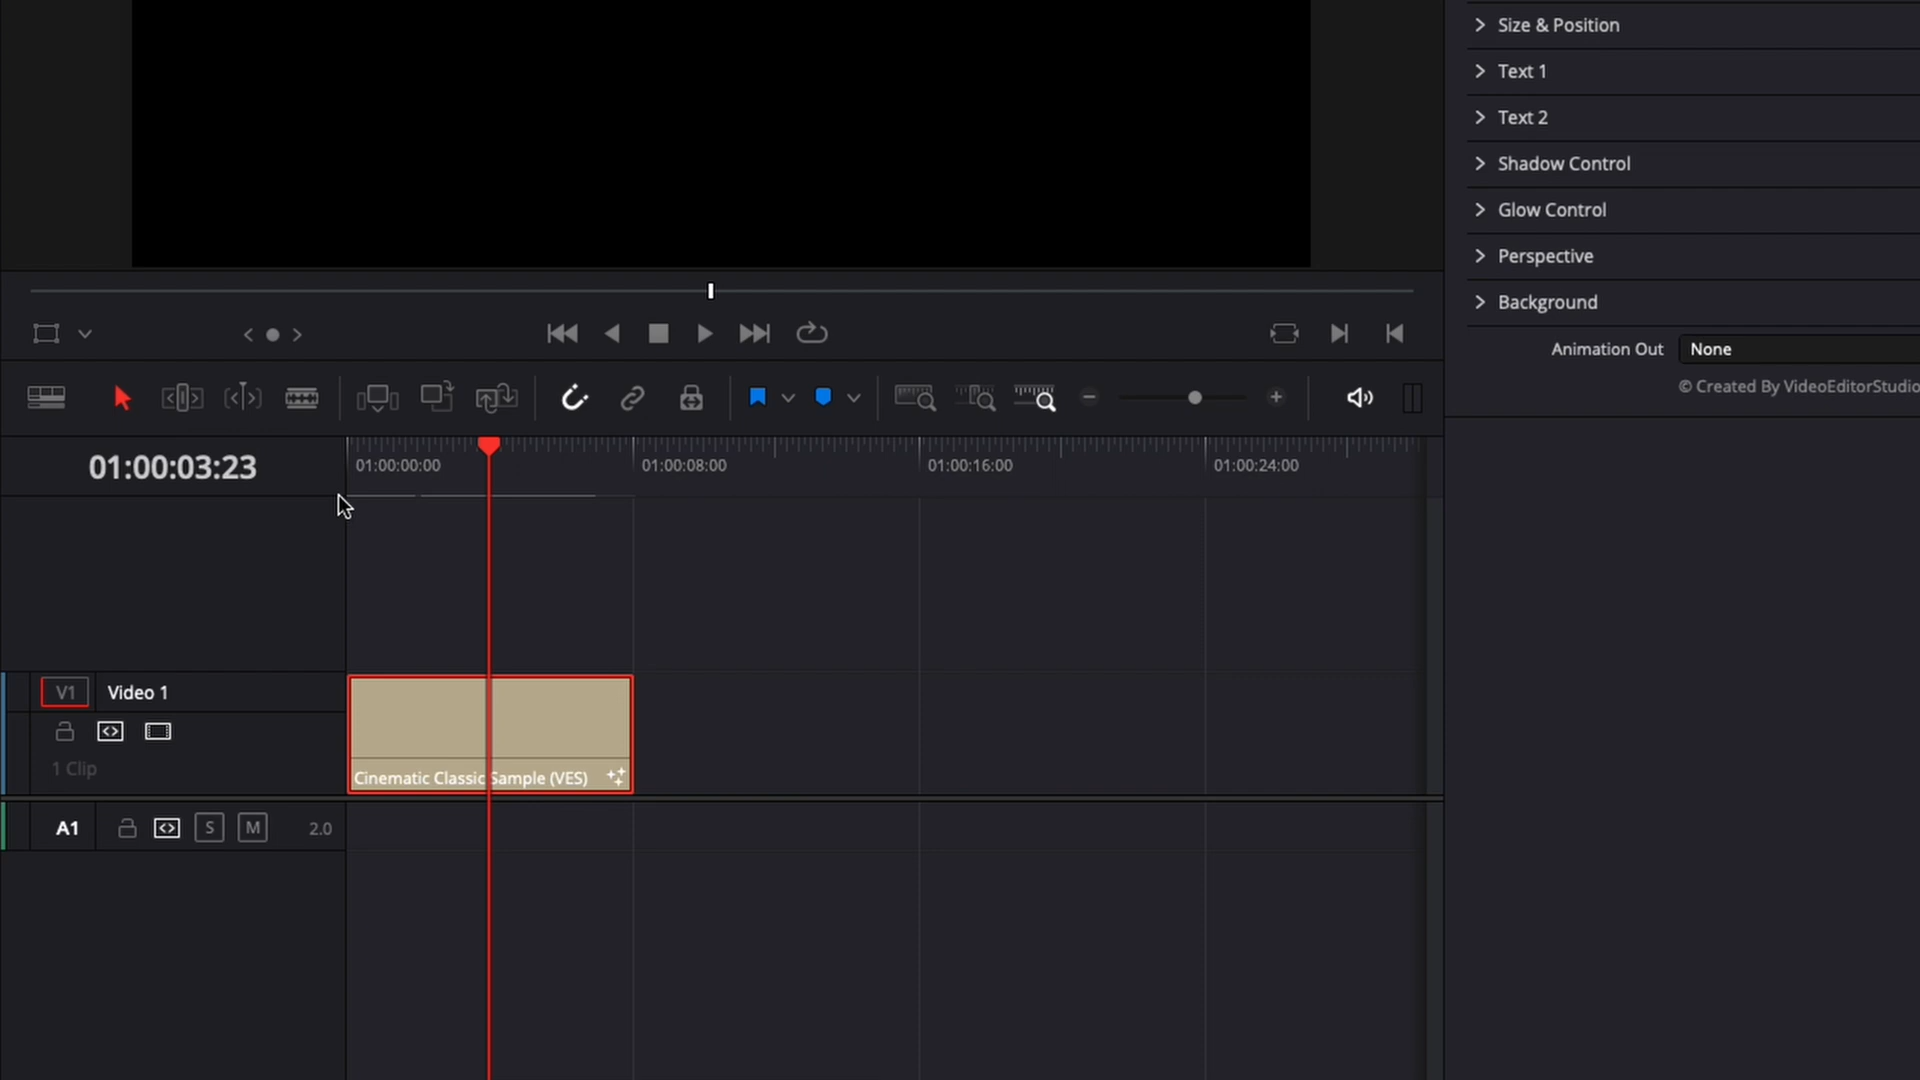 Size & Position
Text 1
Text 2
Shadow Control
Glow Control
Perspective
Background
Animation Out None
© Created By VideoEditorStudio
01:00:03:23
01:00:00:00 01:00:08:00 01:00:16:00 01:00:24:00
V1 Video 1
1 Clip
Cinematic Classic Sample (VES)
A1 S M 2.0